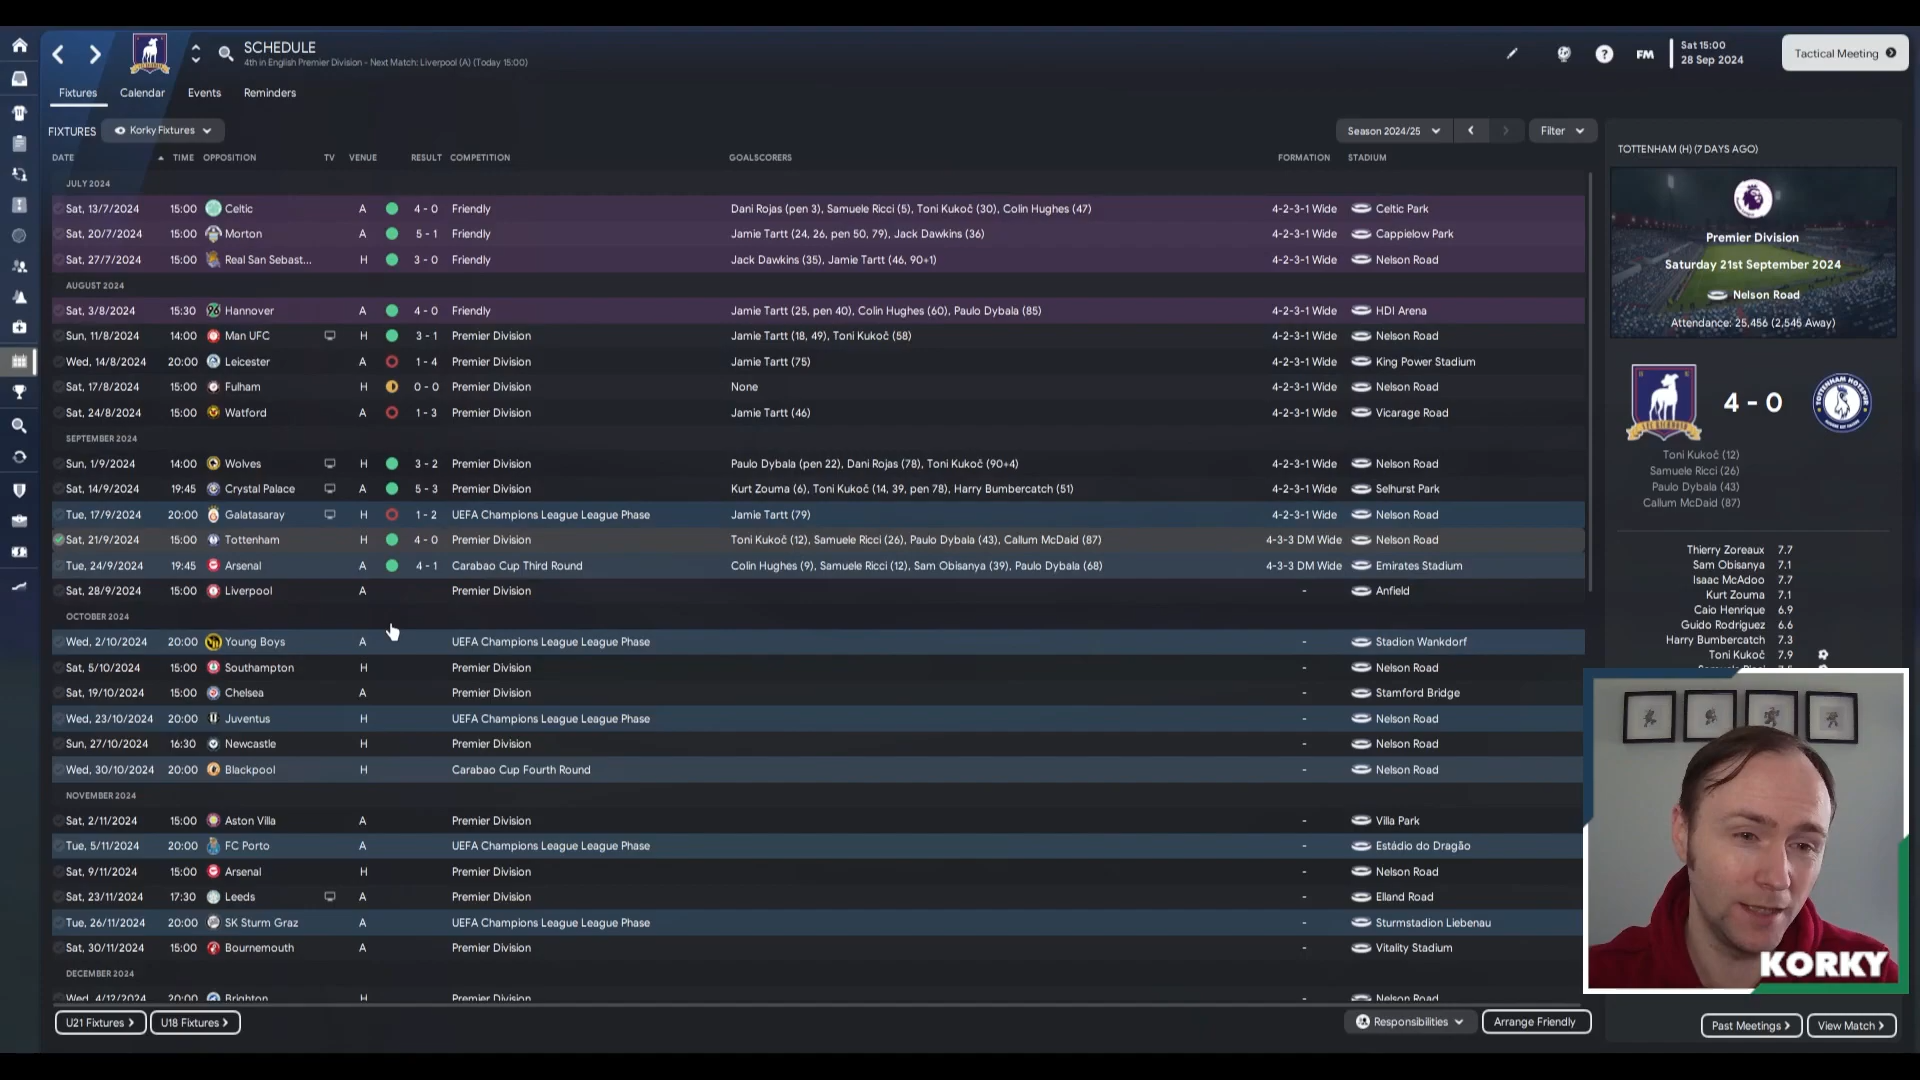 SCHEDULE
4th in English Premier Division - Next Match: Liverpool (A) (Today 15:00)
FM
Sat 15:00
28 Sep 2024
Tactical Meeting
Fixtures Calendar Events Reminders
FIXTURES Korky Fixtures
Season 2024/25 Filter
DATE TIME OPPOSITION TV VENUE RESULT COMPETITION GOALSCORERS FORMATION STADIUM
JULY 2024
Sat, 13/7/2024 15:00 Celtic A 4 - 0 Friendly Dani Rojas (pen 3), Samuele Ricci (5), Toni Kukoč (30), Colin Hughes (47) 4-2-3-1 Wide Celtic Park
Sat, 20/7/2024 15:00 Morton A 5 - 1 Friendly Jamie Tartt (24, 26, pen 50, 79), Jack Dawkins (36) 4-2-3-1 Wide Cappielow Park
Sat, 27/7/2024 15:00 Real San Sebast... H 3 - 0 Friendly Jack Dawkins (35), Jamie Tartt (46, 90+1) 4-2-3-1 Wide Nelson Road
AUGUST 2024
Sat, 3/8/2024 15:30 Hannover A 4 - 0 Friendly Jamie Tartt (25, pen 40), Colin Hughes (60), Paulo Dybala (85) 4-2-3-1 Wide HDI Arena
Sun, 11/8/2024 14:00 Man UFC H 3 - 1 Premier Division Jamie Tartt (18, 49), Toni Kukoč (58) 4-2-3-1 Wide Nelson Road
Wed, 14/8/2024 20:00 Leicester A 1 - 4 Premier Division Jamie Tartt (75) 4-2-3-1 Wide King Power Stadium
Sat, 17/8/2024 15:00 Fulham H 0 - 0 Premier Division None 4-2-3-1 Wide Nelson Road
Sat, 24/8/2024 15:00 Watford A 1 - 3 Premier Division Jamie Tartt (46) 4-2-3-1 Wide Vicarage Road
SEPTEMBER 2024
Sun, 1/9/2024 14:00 Wolves H 3 - 2 Premier Division Paulo Dybala (pen 22), Dani Rojas (78), Toni Kukoč (90+4) 4-2-3-1 Wide Nelson Road
Sat, 14/9/2024 19:45 Crystal Palace A 5 - 3 Premier Division Kurt Zouma (6), Toni Kukoč (14, 39, pen 78), Harry Bumbercatch (51) 4-2-3-1 Wide Selhurst Park
Tue, 17/9/2024 20:00 Galatasaray H 1 - 2 UEFA Champions League League Phase Jamie Tartt (79) 4-2-3-1 Wide Nelson Road
Sat, 21/9/2024 15:00 Tottenham H 4 - 0 Premier Division Toni Kukoč (12), Samuele Ricci (26), Paulo Dybala (43), Callum McDaid (87) 4-3-3 DM Wide Nelson Road
Tue, 24/9/2024 19:45 Arsenal A 4 - 1 Carabao Cup Third Round Colin Hughes (9), Samuele Ricci (12), Sam Obisanya (39), Paulo Dybala (68) 4-3-3 DM Wide Emirates Stadium
Sat, 28/9/2024 15:00 Liverpool A Premier Division - Anfield
OCTOBER 2024
Wed, 2/10/2024 20:00 Young Boys A UEFA Champions League League Phase - Stadion Wankdorf
Sat, 5/10/2024 15:00 Southampton H Premier Division - Nelson Road
Sat, 19/10/2024 15:00 Chelsea A Premier Division - Stamford Bridge
Wed, 23/10/2024 20:00 Juventus H UEFA Champions League League Phase - Nelson Road
Sun, 27/10/2024 16:30 Newcastle H Premier Division - Nelson Road
Wed, 30/10/2024 20:00 Blackpool H Carabao Cup Fourth Round - Nelson Road
NOVEMBER 2024
Sat, 2/11/2024 15:00 Aston Villa A Premier Division - Villa Park
Tue, 5/11/2024 20:00 FC Porto A UEFA Champions League League Phase - Estádio do Dragão
Sat, 9/11/2024 15:00 Arsenal H Premier Division - Nelson Road
Sat, 23/11/2024 17:30 Leeds A Premier Division - Elland Road
Tue, 26/11/2024 20:00 SK Sturm Graz A UEFA Champions League League Phase - Sturmstadion Liebenau
Sat, 30/11/2024 15:00 Bournemouth A Premier Division - Vitality Stadium
DECEMBER 2024
Wed, 4/12/2024 20:00 Brighton H Premier Division - Nelson Road
U21 Fixtures U18 Fixtures
Responsibilities Arrange Friendly
TOTTENHAM (H) (7 DAYS AGO)
Premier Division
Saturday 21st September 2024
Nelson Road
Attendance: 25,456 (2,545 Away)
4 - 0
Toni Kukoč (12)
Samuele Ricci (26)
Paulo Dybala (43)
Callum McDaid (87)
Thierry Zoreaux 7.7
Sam Obisanya 7.1
Isaac McAdoo 7.7
Kurt Zouma 7.1
Caio Henrique 6.9
Guido Rodríguez 6.6
Harry Bumbercatch 7.3
Toni Kukoč 7.9
KORKY
Past Meetings View Match